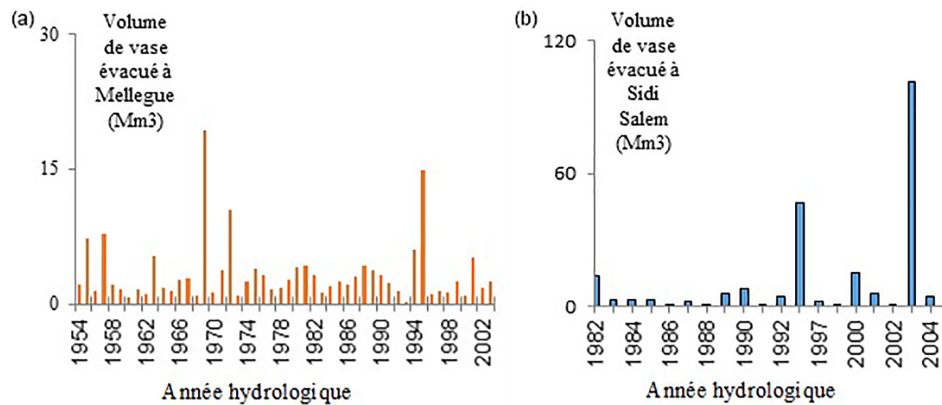 (a)
Volume
de vase
évacué à
Mellegue
(Mm3)
30
15
0
1954
1958
1962
1966
1970
1974
1978
1982
1986
1990
1994
1998
2002
Année hydrologique
(b)
Volume
de vase
évacué à
Sidi
Salem
(Mm3)
120
60
0
1982
1984
1986
1988
1990
1992
1997
2000
2002
2004
Année hydrologique